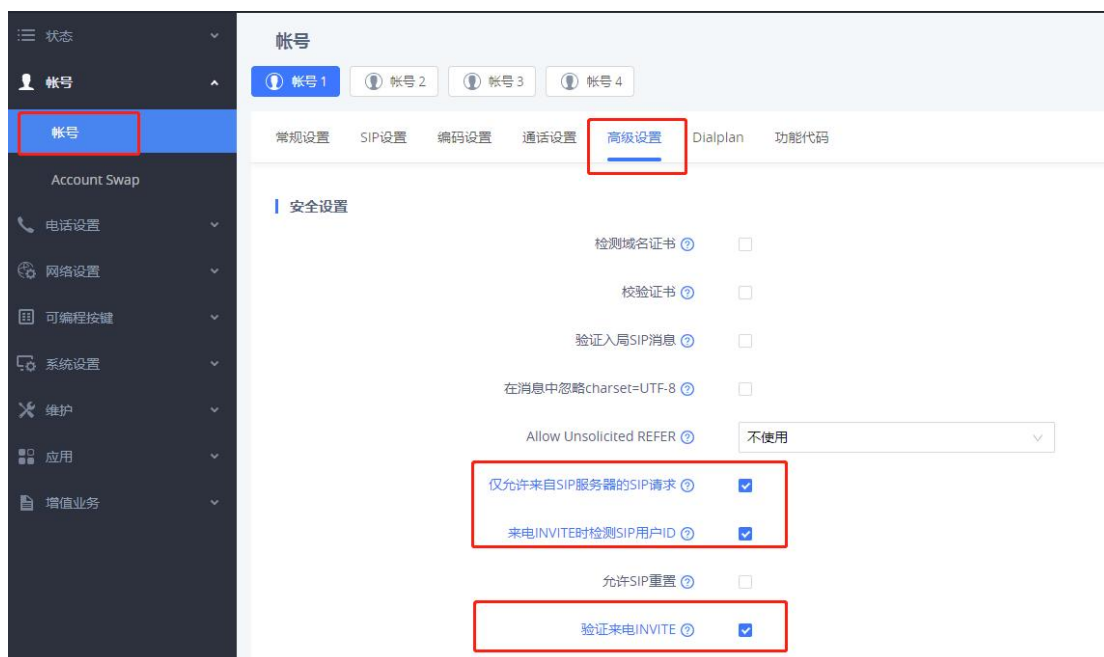 状态
帐号
帐号
Account Swap
电话设置
网络设置
可编程按键
系统设置
维护
应用
增值业务
帐号
帐号 1
帐号 2
帐号 3
帐号 4
常规设置
SIP设置
编码设置
通话设置
高级设置
Dialplan
功能代码
安全设置
检测域名证书
校验证书
验证入局SIP消息
在消息中忽略charset=UTF-8
Allow Unsolicited REFER 不使用
仅允许来自SIP服务器的SIP请求
来电INVITE时检测SIP用户ID
允许SIP重置
验证来电INVITE